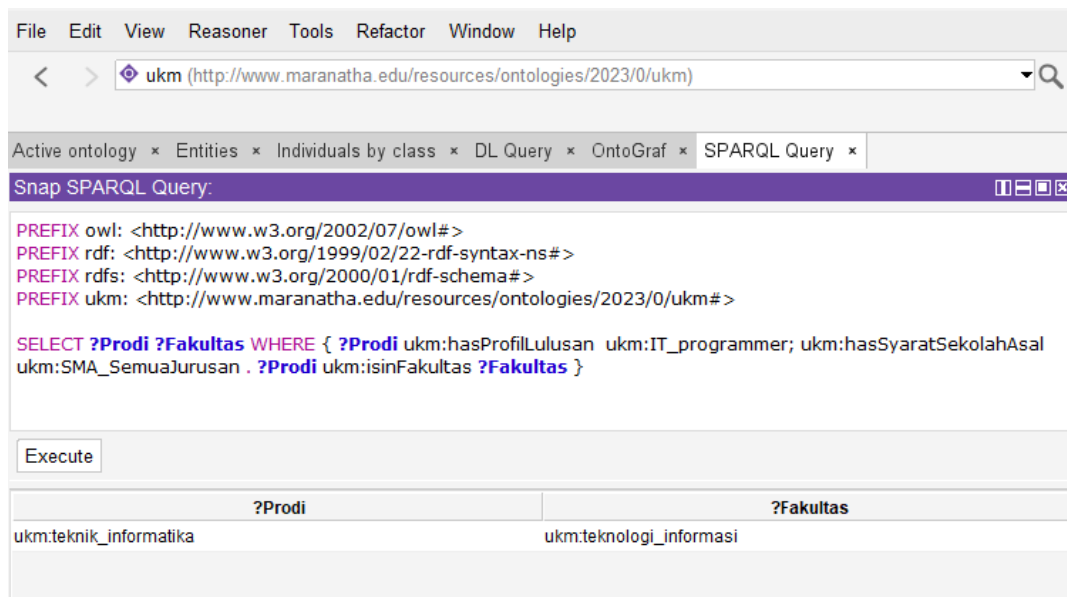 File Edit View Reasoner Tools Refactor Window Help
ukm (http://www.maranatha.edu/resources/ontologies/2023/0/ukm)
Active ontology × Entities × Individuals by class × DL Query × OntoGraf × SPARQL Query ×
Snap SPARQL Query:
PREFIX owl: <http://www.w3.org/2002/07/owl#>
PREFIX rdf: <http://www.w3.org/1999/02/22-rdf-syntax-ns#>
PREFIX rdfs: <http://www.w3.org/2000/01/rdf-schema#>
PREFIX ukm: <http://www.maranatha.edu/resources/ontologies/2023/0/ukm#>
SELECT ?Prodi ?Fakultas WHERE { ?Prodi ukm:hasProfilLulusan ukm:IT_programmer; ukm:hasSyaratSekolahAsal
ukm:SMA_SemuaJurusan . ?Prodi ukm:isinFakultas ?Fakultas }
Execute
?Prodi ?Fakultas
ukm:teknik_informatika ukm:teknologi_informasi